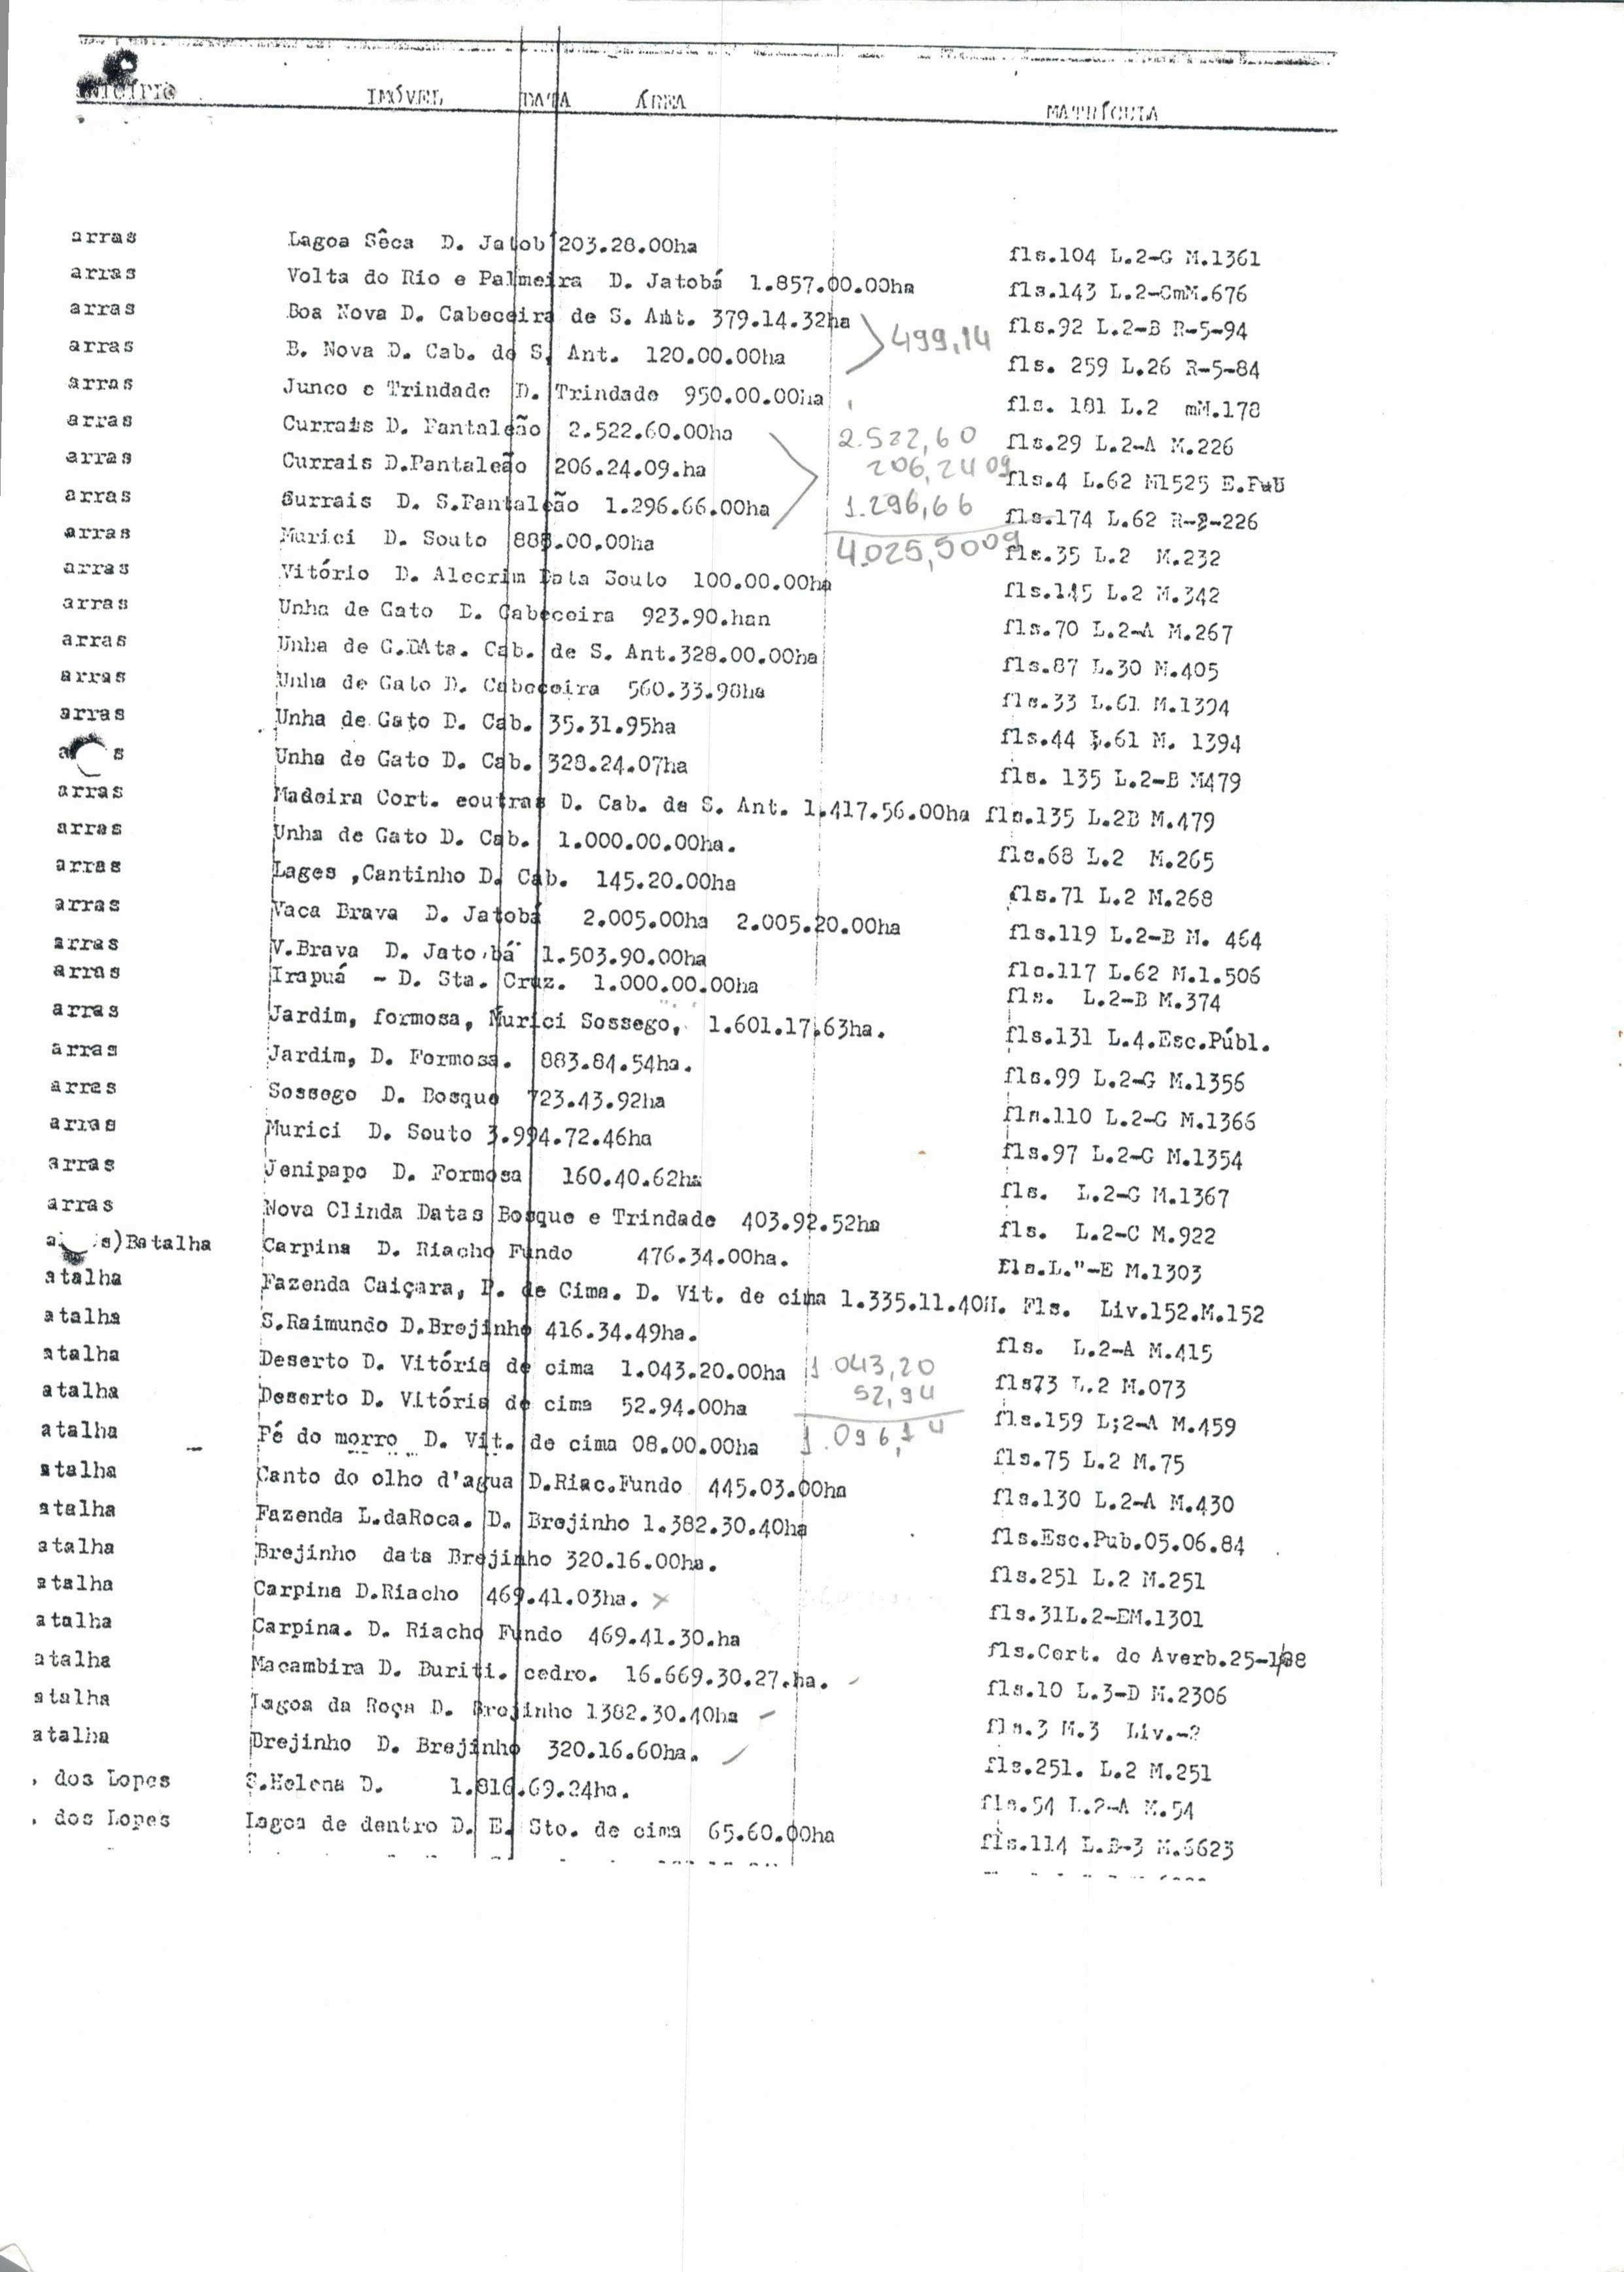 IMÓVEL DATA ÁREA MATRÍCULA
arras Lagoa Sêca D. Jatob 203.28.00ha fls.104 L.2-G M.1361
arras Volta do Rio e Palmeira D. Jatobá 1.857.00.00ha fls.143 L.2-CmM.676
arras Boa Nova D. Cabeceira de S. Ant. 379.14.32ha fls.92 L.2-B R-5-94
499,14
arras B. Nova D. Cab. de S. Ant. 120.00.00ha fls. 259 L.26 R-5-84
arras Junco e Trindade D. Trindade 950.00.00ha fls. 181 L.2 mM.178
arras Currais D. Pantaleão 2.522.60.00ha 2.522,60 fls.29 L.2-A M.226
arras Currais D.Pantaleão 206.24.09.ha 206,2409 fls.4 L.62 M1525
arras Surrais D. S.Pantaleão 1.296.66.00ha 1.296,66 fls.174 L.62 R-2-226
arras Murici D. Souto 888.00.00ha 4.025,5009 fls.35 L.2 M.232
arras Vitório D. Alecrim Data Souto 100.00.00ha fls.145 L.2 M.342
arras Unha de Gato D. Cabeceira 923.90.han fls.70 L.2-A M.267
arras Unha de G.DAta. Cab. de S. Ant.328.00.00ha fls.87 L.30 M.405
arras Unha de Gato D. Cabeceira 560.33.98ha fls.33 L.61 M.1394
arras Unha de Gato D. Cab. 35.31.95ha fls.44 L.61 M. 1394
a s Unha de Gato D. Cab. 328.24.07ha fls. 135 L.2-B M479
arras Madeira Cort. eoutras D. Cab. de S. Ant. 1.417.56.00ha fls.135 L.2B M.479
arras Unha de Gato D. Cab. 1.000.00.00ha. fls.68 L.2 M.265
arras Lages ,Cantinho D. Cab. 145.20.00ha fls.71 L.2 M.268
arras Vaca Brava D. Jatobá 2.005.00ha 2.005.20.00ha fls.119 L.2-B M. 464
arras V.Brava D. Jato.bá 1.503.90.00ha fls.117 L.62 M.1.506
arras Irapuá - D. Sta. Cruz. 1.000.00.00ha fls. L.2-B M.374
arras Jardim, formosa, Murici Sossego, 1.601.17.63ha. fls.131 L.4.Esc.Públ.
arras Jardim, D. Formosa. 883.84.54ha. fls.99 L.2-G M.1356
arras Sossego D. Bosque 723.43.92ha fls.110 L.2-G M.1366
arras Murici D. Souto 3.994.72.46ha fls.97 L.2-G M.1354
arras Jenipapo D. Formosa 160.40.62ha fls. L.2-G M.1367
arras Nova Olinda Datas Bosque e Trindade 403.92.52ha fls. L.2-C M.922
a s)Batalha Carpina D. Riacho Fundo 476.34.00ha. fls.L."-E M.1303
atalha Fazenda Caiçara, P. de Cima. D. Vit. de cima 1.335.11.40H. Fls. Liv.152.M.152
atalha S.Raimundo D.Brejinho 416.34.49ha. fls. L.2-A M.415
atalha Deserto D. Vitória de cima 1.043.20.00ha 1.043,20 fls73 L.2 M.073
atalha Deserto D. Vitória de cima 52.94.00ha 52,94 fls.159 L;2-A M.459
atalha Pé do morro D. Vit. de cima 08.00.00ha 1.096,14 fls.75 L.2 M.75
atalha Canto do olho d'agua D.Riac.Fundo 445.03.00ha fls.130 L.2-A M.430
atalha Fazenda L.daRoca. D. Brejinho 1.382.30.40ha fls.Esc.Pub.05.06.84
atalha Brejinho data Brejinho 320.16.00ha. fls.251 L.2 M.251
atalha Carpina D.Riacho 469.41.03ha. x fls.31L.2-EM.1301
atalha Carpina. D. Riacho Fundo 469.41.30.ha fls.Cert. de Averb.25-1/88
atalha Macambira D. Buriti. cedro. 16.669.30.27.ha. fls.10 L.3-D M.2306
atalha Lagoa da Roça D. Brejinho 1382.30.40ha fls.3 M.3 Liv.-?
atalha Brejinho D. Brejinho 320.16.60ha. fls.251. L.2 M.251
. dos Lopes S.Helena D. 1.816.69.24ha. fls.54 L.2-A M.54
. dos Lopes Lagoa de dentro D. E. Sto. de cima 65.60.00ha fls.114 L.B-3 M.6623